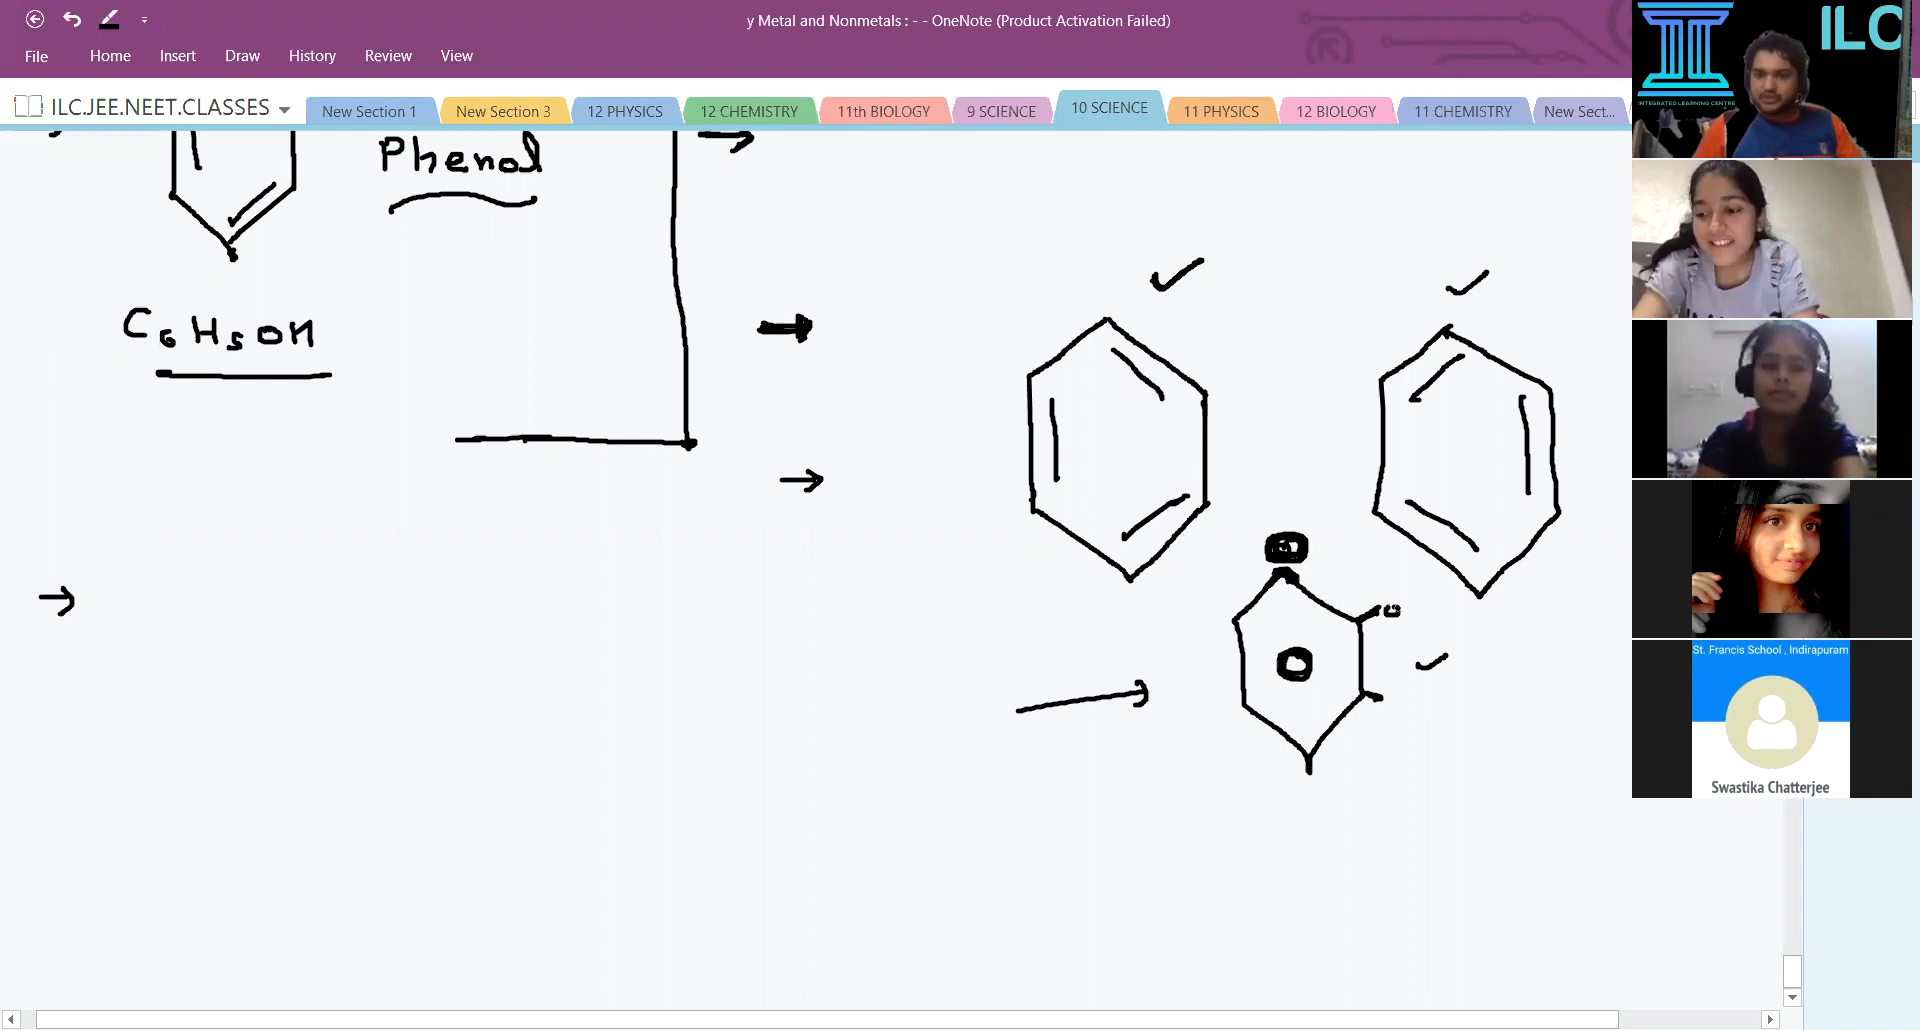 y Metal and Nonmetals : - - OneNote (Product Activation Failed)
File Home Insert Draw History Review View
ILC.JEE.NEET.CLASSES
New Section 1 New Section 3 12 PHYSICS 12 CHEMISTRY 11th BIOLOGY 9 SCIENCE 10 SCIENCE 11 PHYSICS 12 BIOLOGY 11 CHEMISTRY New Sect...
ILC
INTEGRATED LEARNING CENTRE
Phenol
C6H5OH
St. Francis School , Indirapuram
Swastika Chatterjee